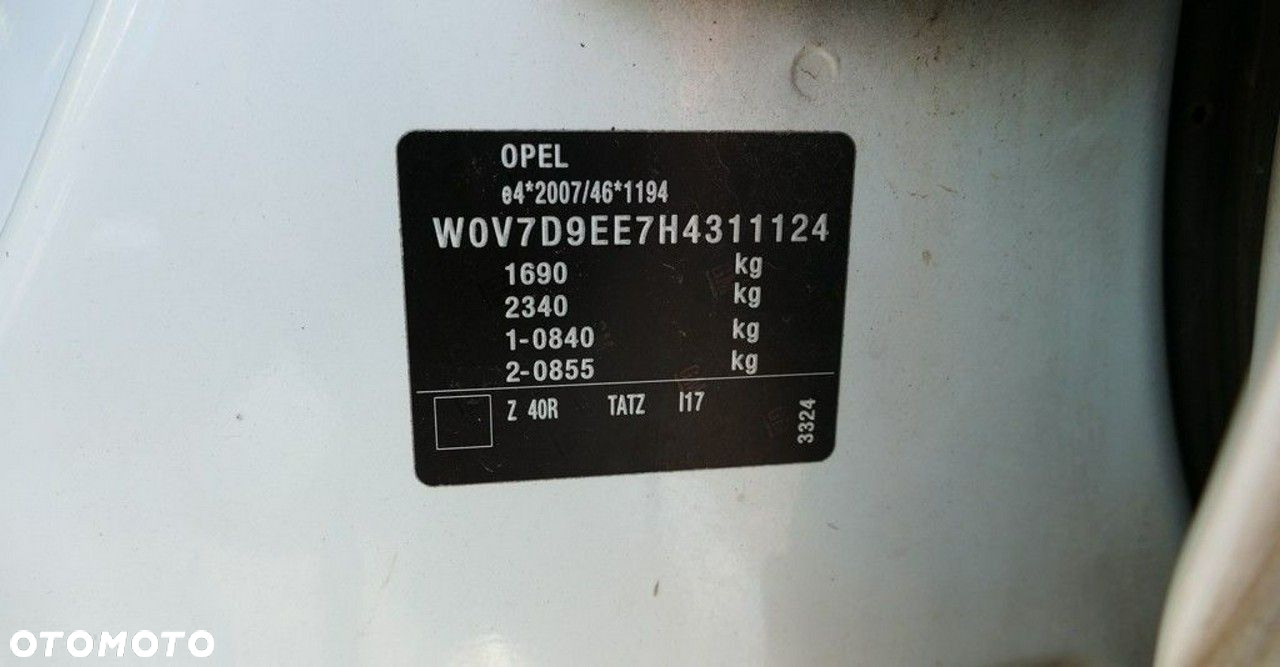 OPEL
e4*2007/46*1194
W0V7D9EE7H4311124
1690 kg
2340 kg
1-0840 kg
2-0855 kg
Z 40R TATZ I17
3324
OTOMOTO